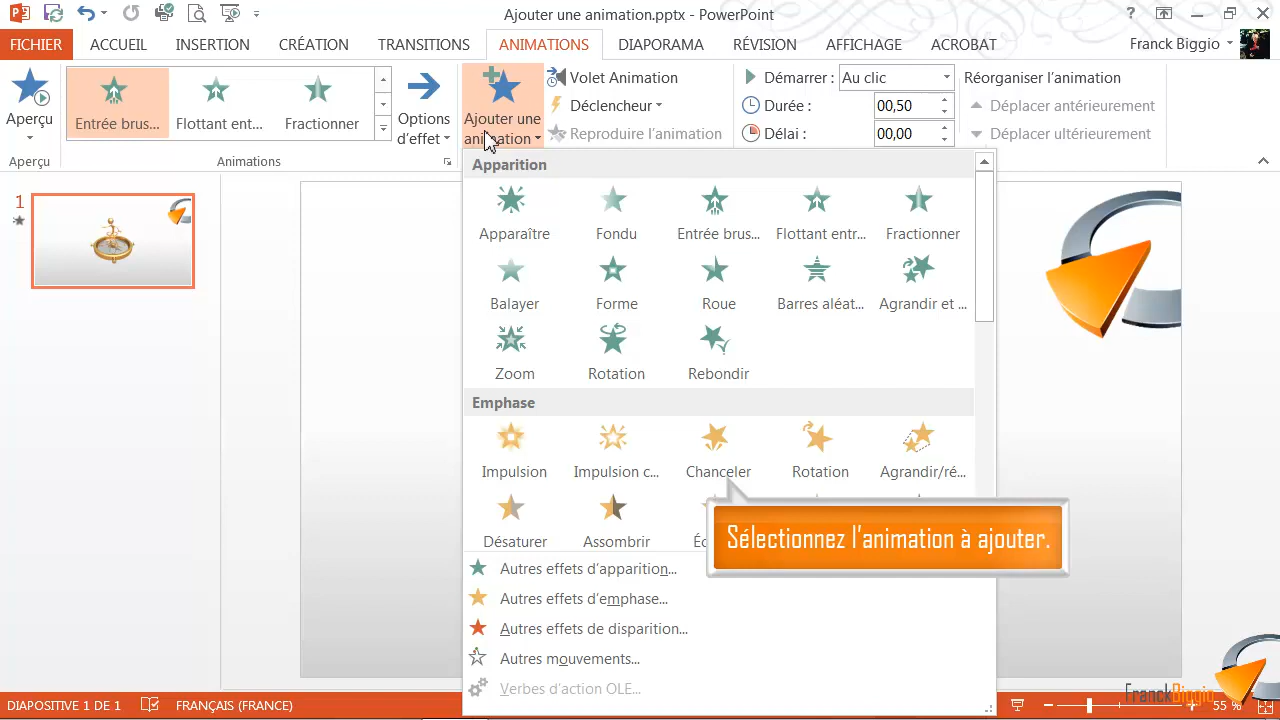 Ajouter une animation.pptx - PowerPoint
?
FICHIER ACCUEIL INSERTION CRÉATION TRANSITIONS ANIMATIONS DIAPORAMA RÉVISION AFFICHAGE ACROBAT Franck Biggio
Aperçu
Entrée brus... Flottant ent... Fractionner
Options
d'effet
Ajouter une
animation
Volet Animation
Déclencheur
Reproduire l'animation
Démarrer : Au clic
Durée : 00,50
Délai : 00,00
Réorganiser l'animation
Déplacer antérieurement
Déplacer ultérieurement
Aperçu Animations
1
Apparition
Apparaître Fondu Entrée brus... Flottant entr... Fractionner
Balayer Forme Roue Barres aléat... Agrandir et ...
Zoom Rotation Rebondir
Emphase
Impulsion Impulsion c... Chanceler Rotation Agrandir/ré...
Désaturer Assombrir
Sélectionnez l'animation à ajouter.
Autres effets d'apparition...
Autres effets d'emphase...
Autres effets de disparition...
Autres mouvements...
Verbes d'action OLE...
FranckBiggio
DIAPOSITIVE 1 DE 1 FRANÇAIS (FRANCE) 55 %